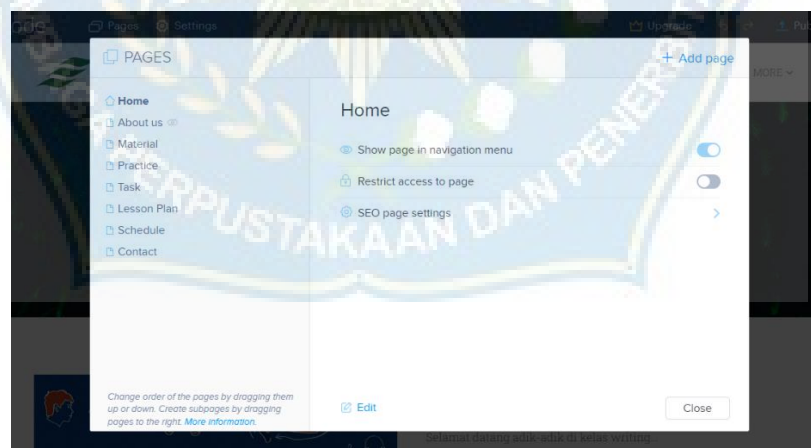 Pages
Settings
Upgrade
PAGES
+ Add page
MORE
Home
About us
Material
Practice
Task
Lesson Plan
Schedule
Contact
Home
Show page in navigation menu
Restrict access to page
SEO page settings
PERPUSTAKAAN DAN
Change order of the pages by dragging them
up or down. Create subpages by dragging
pages to the right. More information.
Edit
Close
Selamat datang adik-adik di kelas writing...